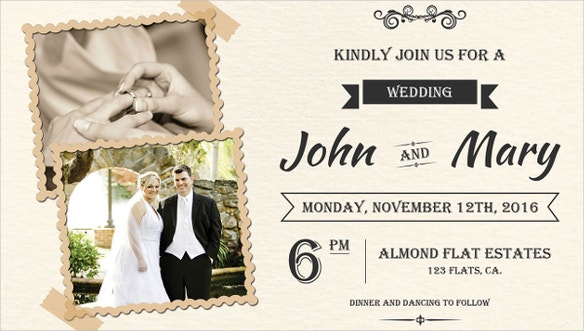 KINDLY JOIN US FOR A
WEDDING
John AND Mary
MONDAY, NOVEMBER 12TH, 2016
6 PM
ALMOND FLAT ESTATES
123 FLATS, CA.
DINNER AND DANCING TO FOLLOW